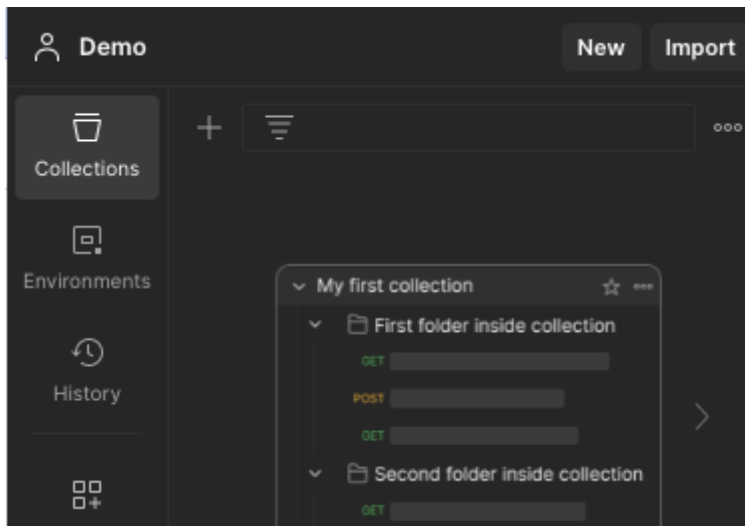 Demo
New
Import
Collections
Environments
History
My first collection
First folder inside collection
GET
POST
GET
Second folder inside collection
GET